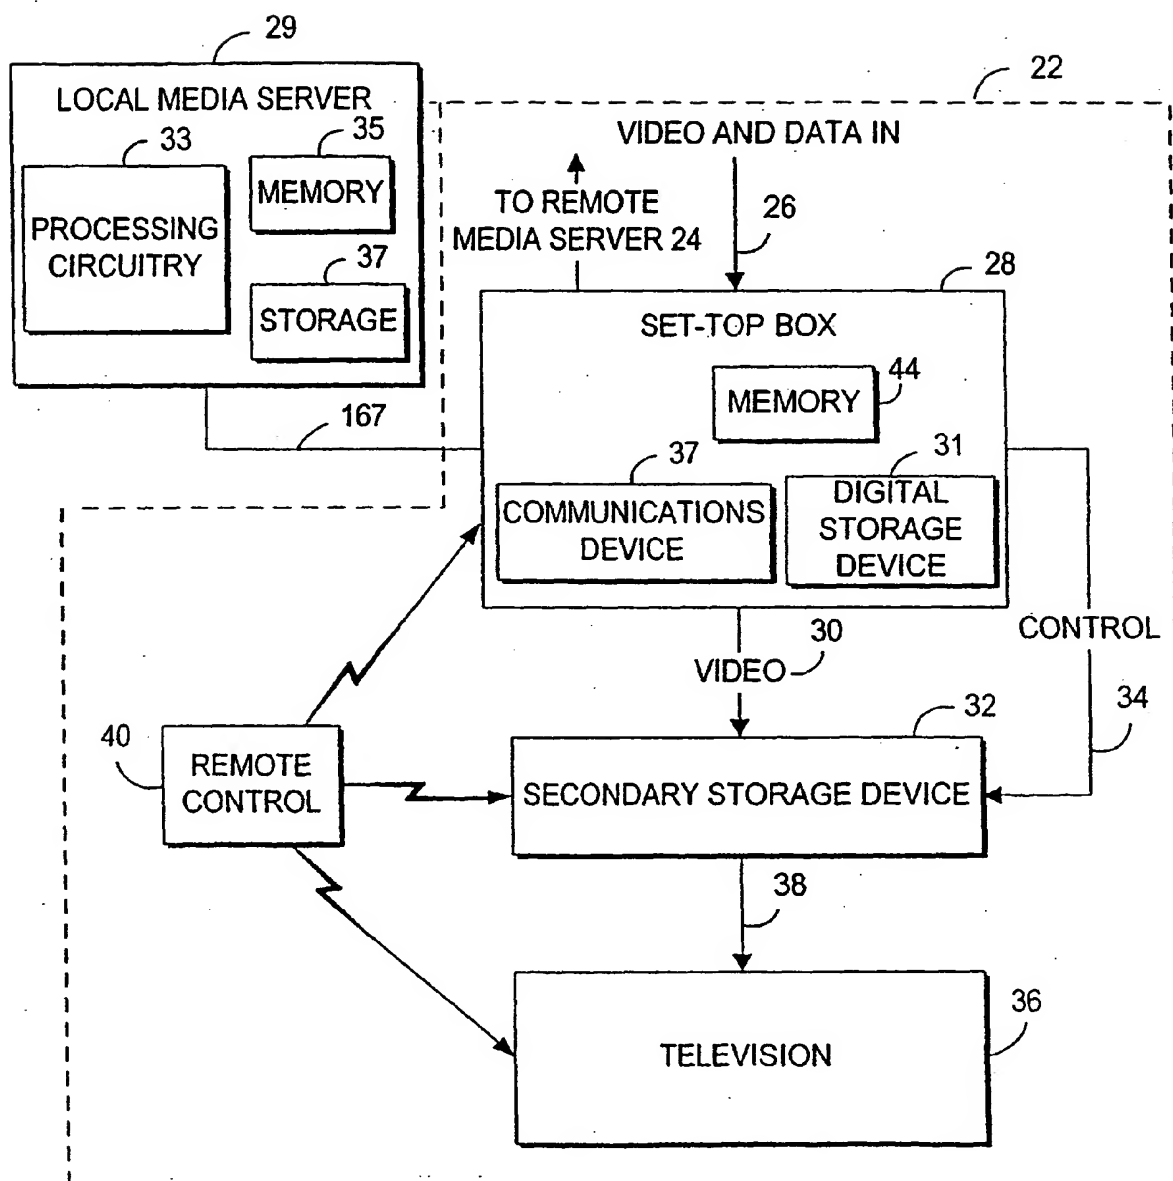 29
LOCAL MEDIA SERVER
33
PROCESSING
CIRCUITRY
35
MEMORY
37
STORAGE
167
22
VIDEO AND DATA IN
TO REMOTE
MEDIA SERVER 24
26
28
SET-TOP BOX
MEMORY
44
37
COMMUNICATIONS
DEVICE
31
DIGITAL
STORAGE
DEVICE
30
VIDEO
CONTROL
34
40
REMOTE
CONTROL
32
SECONDARY STORAGE DEVICE
38
TELEVISION
36